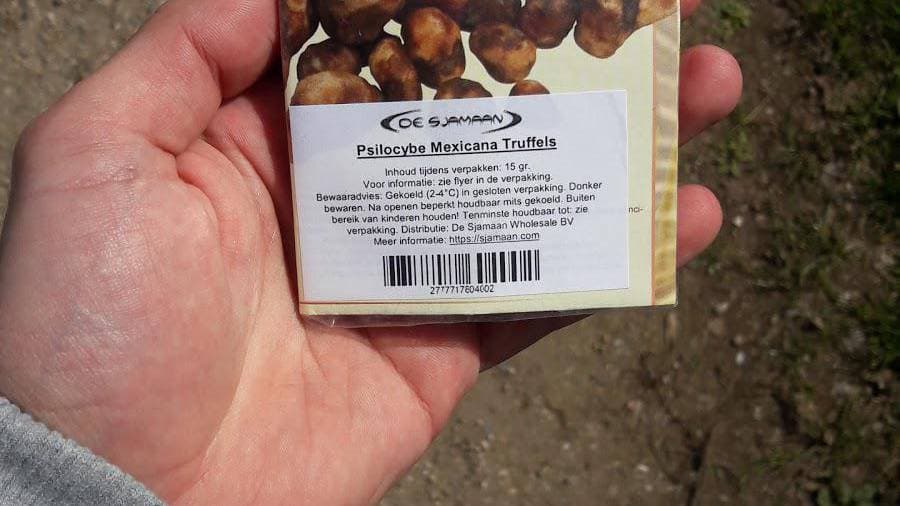 DE SJAMAAN
Psilocybe Mexicana Truffels
Inhoud tijdens verpakken: 15 gr.
Voor informatie: zie flyer in de verpakking.
Bewaaradvies: Gekoeld (2-4°C) in gesloten verpakking. Donker
bewaren. Na openen beperkt houdbaar mits gekoeld. Buiten
bereik van kinderen houden! Tenminste houdbaar tot: zie
verpakking. Distributie: De Sjamaan Wholesale BV
Meer informatie: https://sjamaan.com
2777717604002